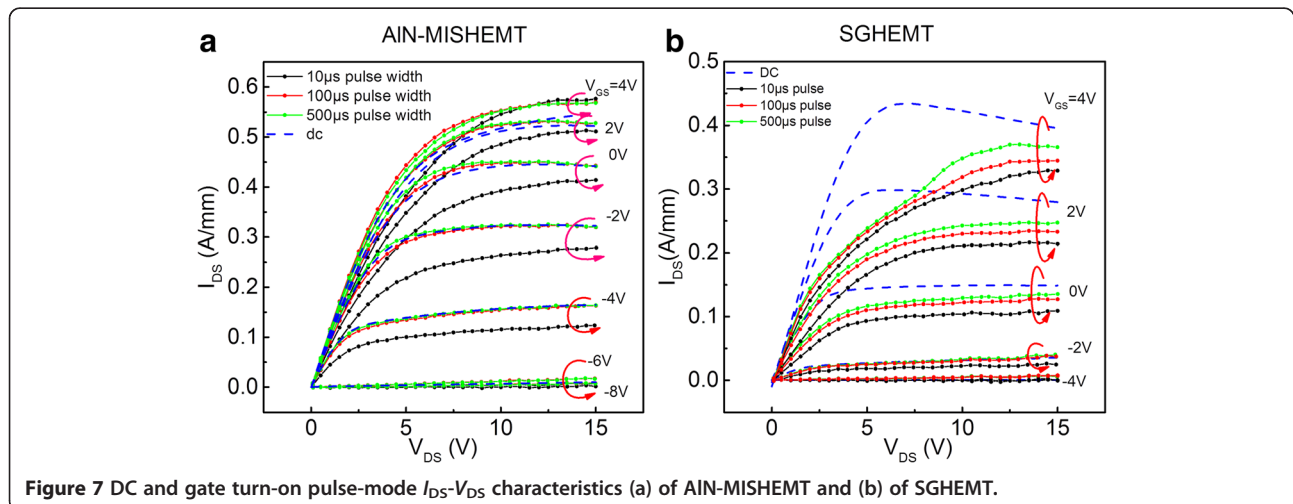 a
AlN-MISHEMT
0.6
0.5
0.4
0.3
0.2
0.1
0.0
I_DS (A/mm)
10µs pulse width
100µs pulse width
500µs pulse width
dc
V_GS=4V
2V
0V
-2V
-4V
-6V
-8V
0
5
10
15
V_DS (V)
b
SGHEMT
0.5
0.4
0.3
0.2
0.1
0.0
I_DS(A/mm)
DC
10µs pulse
100µs pulse
500µs pulse
V_GS=4V
2V
0V
-2V
-4V
0
5
10
15
V_DS (V)
Figure 7 DC and gate turn-on pulse-mode I_DS-V_DS characteristics (a) of AlN-MISHEMT and (b) of SGHEMT.